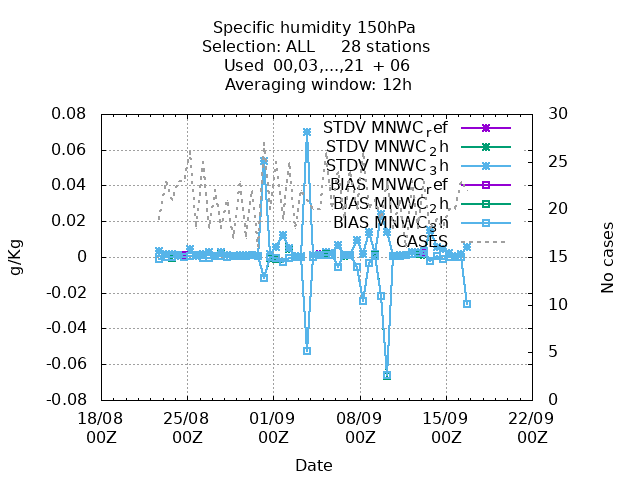 Specific humidity 150hPa
Selection: ALL 28 stations
Used 00,03,...,21 + 06
Averaging window: 12h
0.08
0.06
0.04
0.02
0
-0.02
-0.04
-0.06
-0.08
g/Kg
30
25
20
15
10
5
0
No cases
STDV MNWC_ref
STDV MNWC_2h
STDV MNWC_3h
BIAS MNWC_ref
BIAS MNWC_2h
BIAS MNWC_3h
CASES
18/08 25/08 01/09 08/09 15/09 22/09
00Z 00Z 00Z 00Z 00Z 00Z
Date